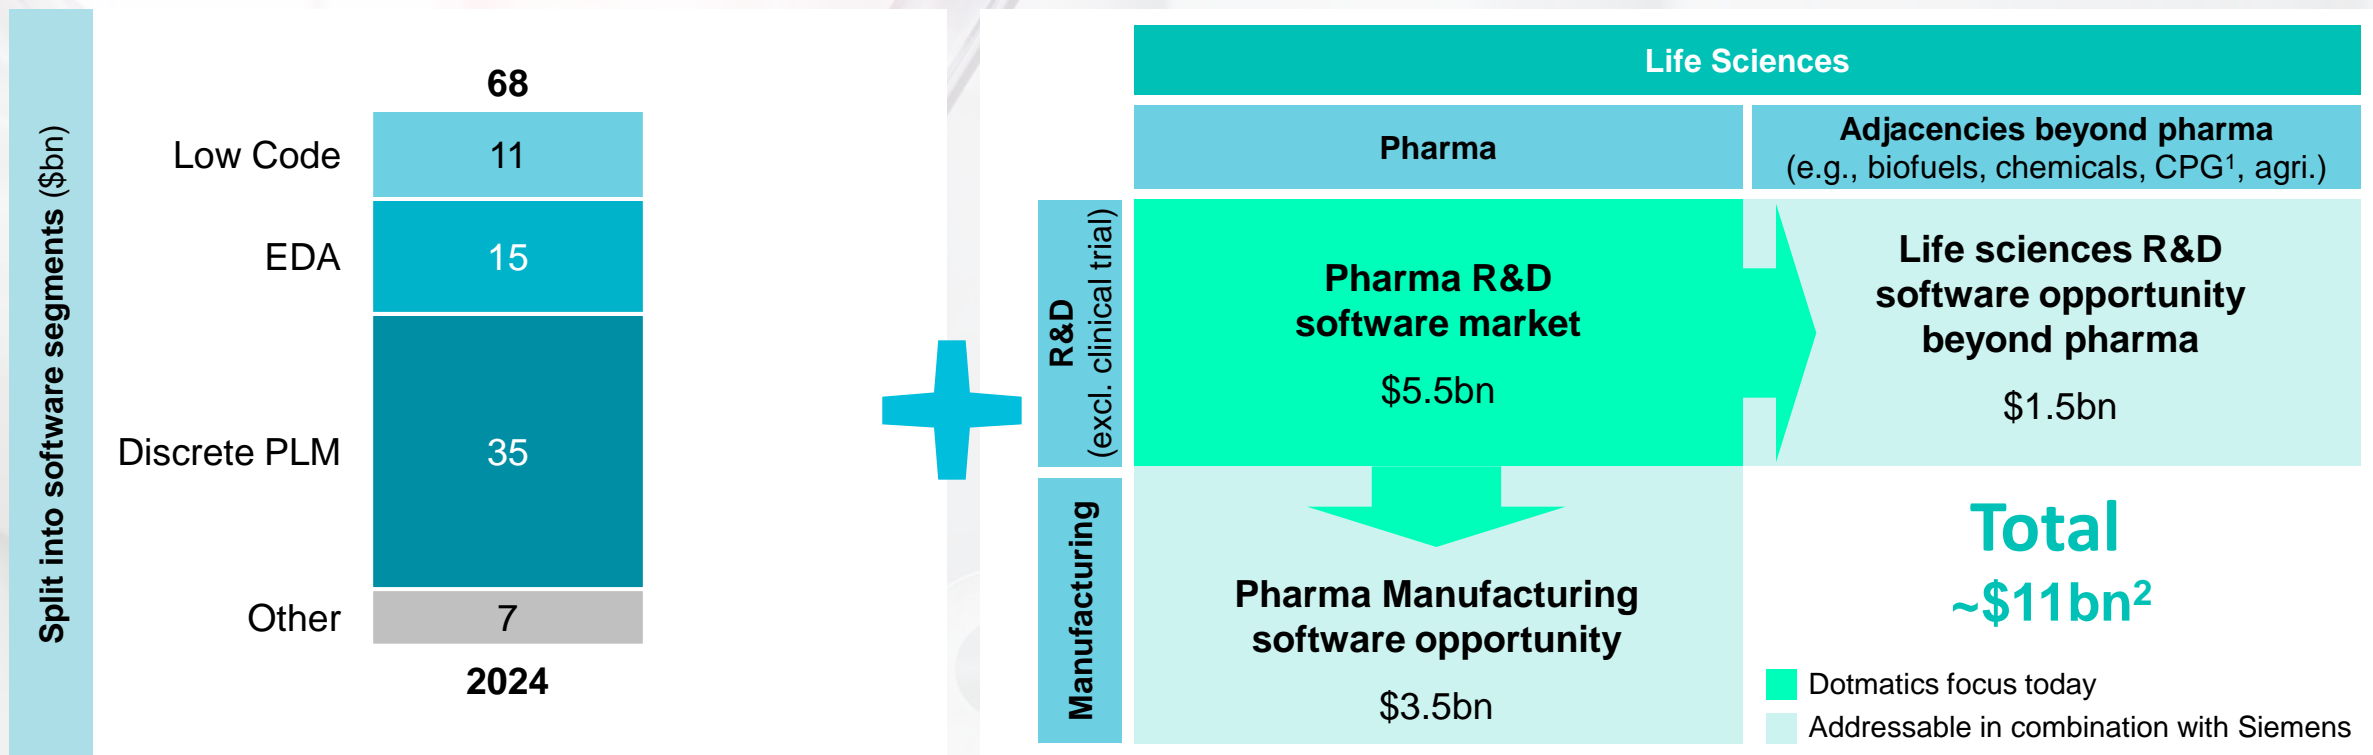 Split into software segments ($bn)
68
Low Code
11
EDA
15
Discrete PLM
35
Other
7
2024
Life Sciences
Pharma
Adjacencies beyond pharma
(e.g., biofuels, chemicals, CPG¹, agri.)
R&D
(excl. clinical trial)
Pharma R&D
software market
$5.5bn
Life sciences R&D
software opportunity
beyond pharma
$1.5bn
Manufacturing
Pharma Manufacturing
software opportunity
$3.5bn
Total
~$11bn²
Dotmatics focus today
Addressable in combination with Siemens